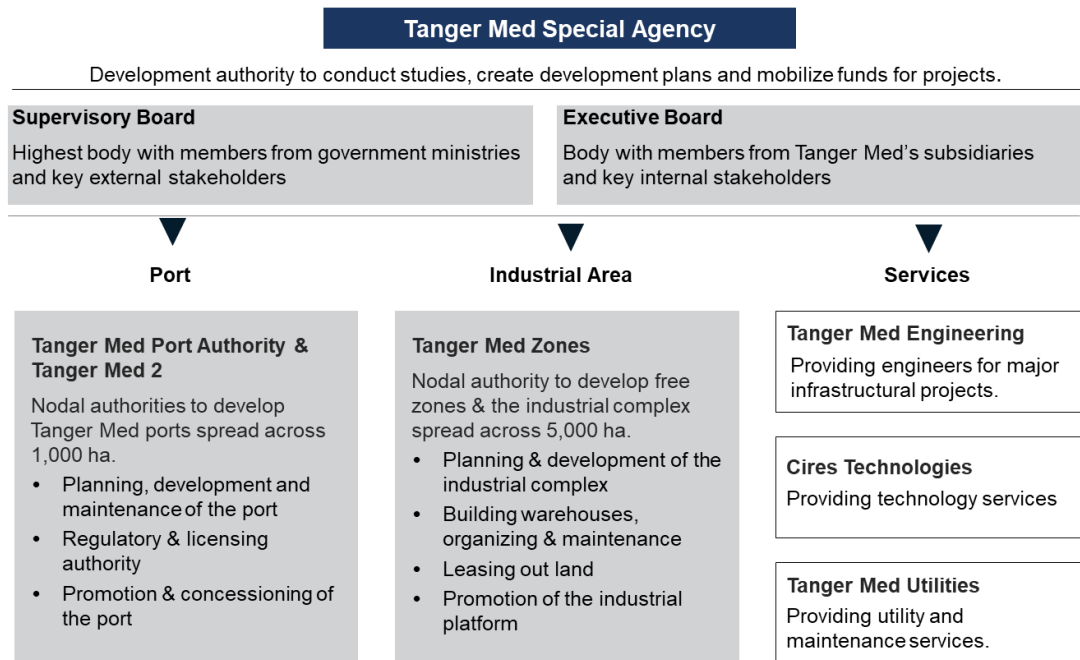 Tanger Med Special Agency
Development authority to conduct studies, create development plans and mobilize funds for projects.
Supervisory Board
Highest body with members from government ministries
and key external stakeholders
Executive Board
Body with members from Tanger Med's subsidiaries
and key internal stakeholders
Port
Tanger Med Port Authority &
Tanger Med 2
Nodal authorities to develop
Tanger Med ports spread across
1,000 ha.
• Planning, development and
maintenance of the port
• Regulatory & licensing
authority
• Promotion & concessioning of
the port
Industrial Area
Tanger Med Zones
Nodal authority to develop free
zones & the industrial complex
spread across 5,000 ha.
• Planning & development of the
industrial complex
• Building warehouses,
organizing & maintenance
• Leasing out land
• Promotion of the industrial
platform
Services
Tanger Med Engineering
Providing engineers for major
infrastructural projects.
Cires Technologies
Providing technology services
Tanger Med Utilities
Providing utility and
maintenance services.